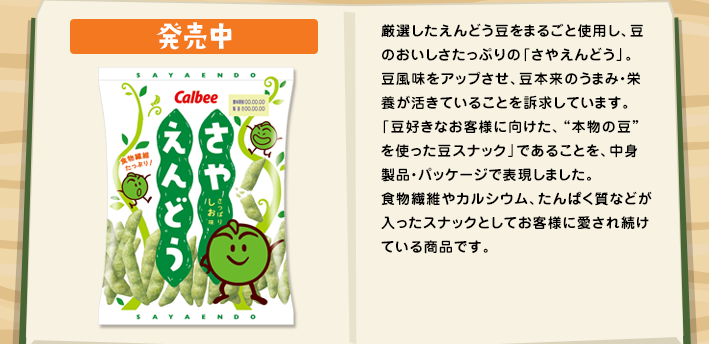 発売中
SAYAENDO
Calbee
賞味期限 00.00.00
製造 00.00.00
さや
えんどう
食物繊維
たっぷり!
さっぱり
しお味
SAYAENDO
厳選したえんどう豆をまるごと使用し、豆
のおいしさたっぷりの「さやえんどう」。
豆風味をアップさせ、豆本来のうまみ・栄
養が活きていることを訴求しています。
「豆好きなお客様に向けた、“本物の豆”
を使った豆スナック」であることを、中身
製品・パッケージで表現しました。
食物繊維やカルシウム、たんぱく質などが
入ったスナックとしてお客様に愛され続け
ている商品です。